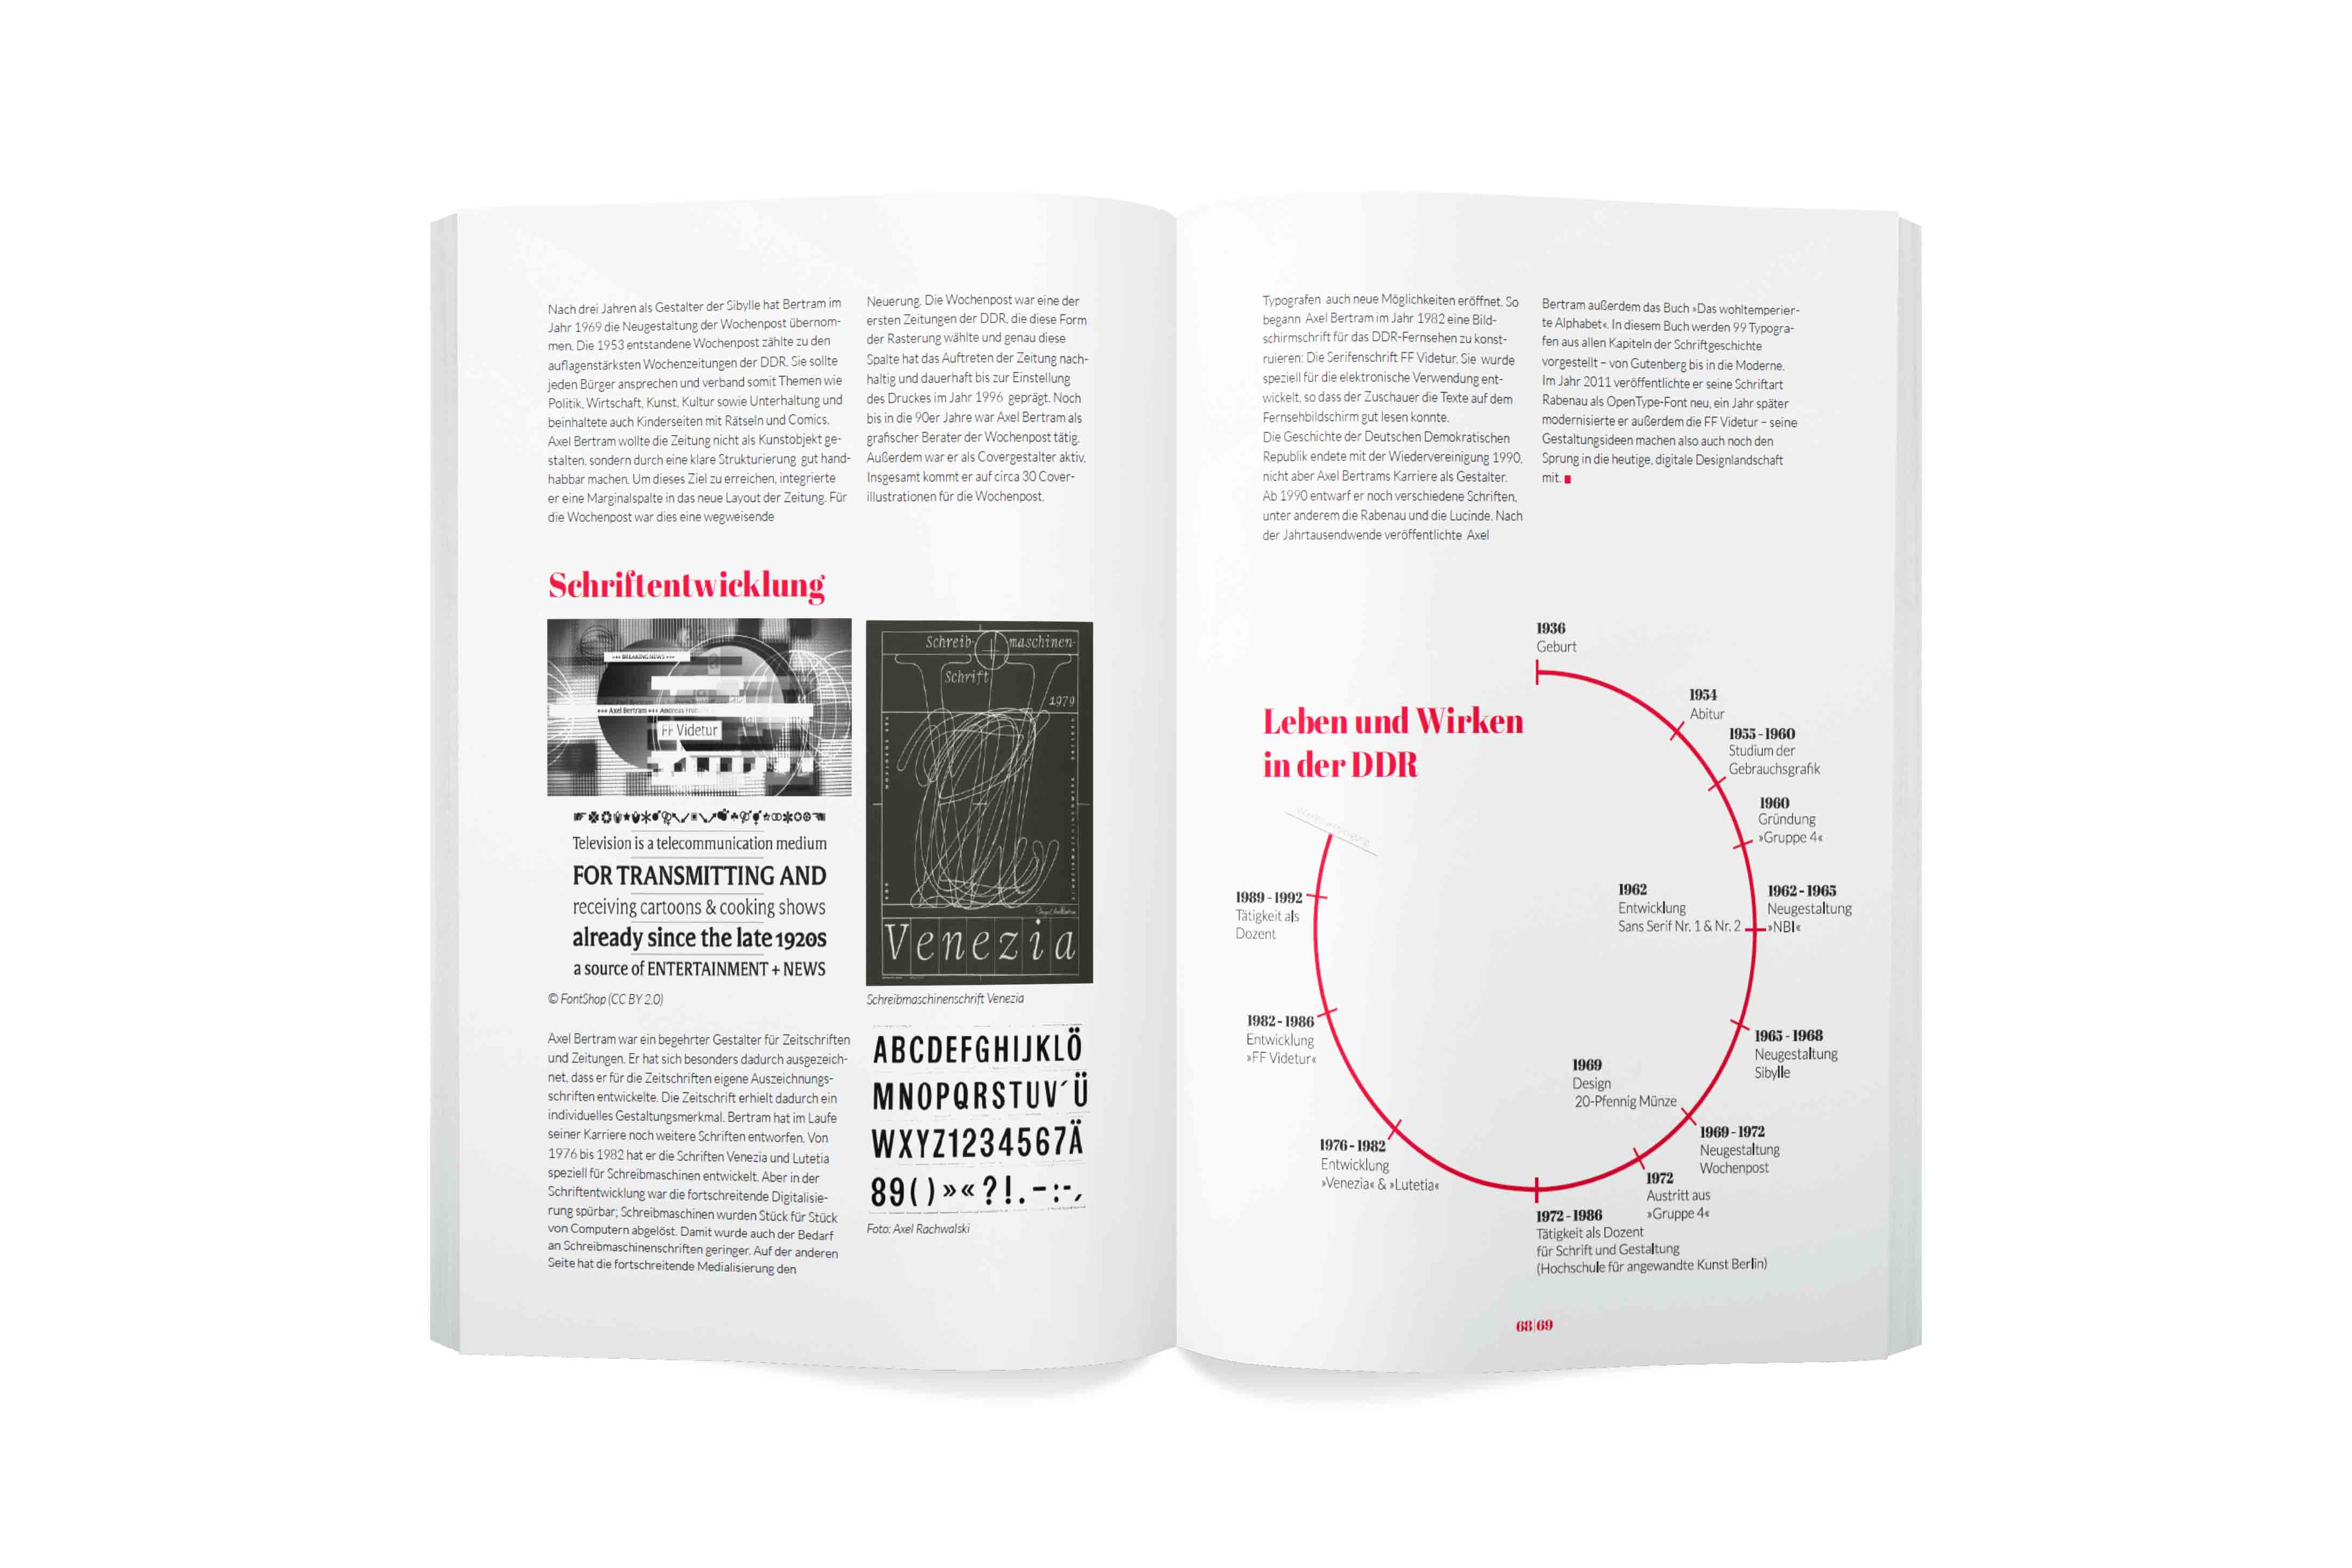 Nach drei Jahren als Gestalter der Sibylle hat Bertram im
Jahr 1969 die Neugestaltung der Wochenpost übernom-
men. Die 1953 entstandene Wochenpost zählte zu den
auflagenstärksten Wochenzeitungen der DDR. Sie sollte
jeden Bürger ansprechen und verband somit Themen wie
Politik, Wirtschaft, Kunst, Kultur sowie Unterhaltung und
beinhaltete auch Kinderseiten mit Rätseln und Comics.
Axel Bertram wollte die Zeitung nicht als Kunstobjekt ge-
stalten, sondern durch eine klare Strukturierung gut hand-
habbar machen. Um dieses Ziel zu erreichen, integrierte
er eine Marginalspalte in das neue Layout der Zeitung. Für
die Wochenpost war dies eine wegweisende
Neuerung. Die Wochenpost war eine der
ersten Zeitungen der DDR, die diese Form
der Rasterung wählte und genau diese
Spalte hat das Auftreten der Zeitung nach-
haltig und dauerhaft bis zur Einstellung
des Druckes im Jahr 1996 geprägt. Noch
bis in die 90er Jahre war Axel Bertram als
grafischer Berater der Wochenpost tätig.
Außerdem war er als Covergestalter aktiv.
Insgesamt kommt er auf circa 30 Cover-
illustrationen für die Wochenpost.
Schriftentwicklung
+++ BREAKING NEWS +++
+++ Axel Bertram +++ Andreas
FF Videtur
Television is a telecommunication medium
FOR TRANSMITTING AND
receiving cartoons & cooking shows
already since the late 1920s
a source of ENTERTAINMENT + NEWS
© FontShop (CC BY 2.0)
Axel Bertram war ein begehrter Gestalter für Zeitschriften
und Zeitungen. Er hat sich besonders dadurch ausgezeich-
net, dass er für die Zeitschriften eigene Auszeichnungs-
schriften entwickelte. Die Zeitschrift erhielt dadurch ein
individuelles Gestaltungsmerkmal. Bertram hat im Laufe
seiner Karriere noch weitere Schriften entworfen. Von
1976 bis 1982 hat er die Schriften Venezia und Lutetia
speziell für Schreibmaschinen entwickelt. Aber in der
Schriftentwicklung war die fortschreitende Digitalisie-
rung spürbar; Schreibmaschinen wurden Stück für Stück
von Computern abgelöst. Damit wurde auch der Bedarf
an Schreibmaschinenschriften geringer. Auf der anderen
Seite hat die fortschreitende Medialisierung den
Schreib- maschinen-
Schrift
1979
Venezia
Schreibmaschinenschrift Venezia
ABCDEFGHIJKLÖ
MNOPQRSTUV´Ü
WXYZ1234567Ä
89()»«?!.–:-,
Foto: Axel Rachwalski
Typografen auch neue Möglichkeiten eröffnet. So
begann Axel Bertram im Jahr 1982 eine Bild-
schirmschrift für das DDR-Fernsehen zu konst-
ruieren: Die Serifenschrift FF Videtur. Sie wurde
speziell für die elektronische Verwendung ent-
wickelt, so dass der Zuschauer die Texte auf dem
Fernsehbildschirm gut lesen konnte.
Die Geschichte der Deutschen Demokratischen
Republik endete mit der Wiedervereinigung 1990,
nicht aber Axel Bertrams Karriere als Gestalter.
Ab 1990 entwarf er noch verschiedene Schriften,
unter anderem die Rabenau und die Lucinde. Nach
der Jahrtausendwende veröffentlichte Axel
Bertram außerdem das Buch »Das wohltemperier-
te Alphabet«. In diesem Buch werden 99 Typogra-
fen aus allen Kapiteln der Schriftgeschichte
vorgestellt – von Gutenberg bis in die Moderne.
Im Jahr 2011 veröffentlichte er seine Schriftart
Rabenau als OpenType-Font neu, ein Jahr später
modernisierte er außerdem die FF Videtur – seine
Gestaltungsideen machen also auch noch den
Sprung in die heutige, digitale Designlandschaft
mit.
Leben und Wirken
in der DDR
1936
Geburt
1954
Abitur
1955 - 1960
Studium der
Gebrauchsgrafik
1960
Gründung
»Gruppe 4«
1962
Entwicklung
Sans Serif Nr. 1 & Nr. 2
1962 - 1965
Neugestaltung
»NBI«
1965 - 1968
Neugestaltung
Sibylle
1969
Design
20-Pfennig Münze
1969 - 1972
Neugestaltung
Wochenpost
1972
Austritt aus
»Gruppe 4«
1972 - 1986
Tätigkeit als Dozent
für Schrift und Gestaltung
(Hochschule für angewandte Kunst Berlin)
1976 - 1982
Entwicklung
»Venezia« & »Lutetia«
1982 - 1986
Entwicklung
»FF Videtur«
1989 - 1992
Tätigkeit als
Dozent
68|69